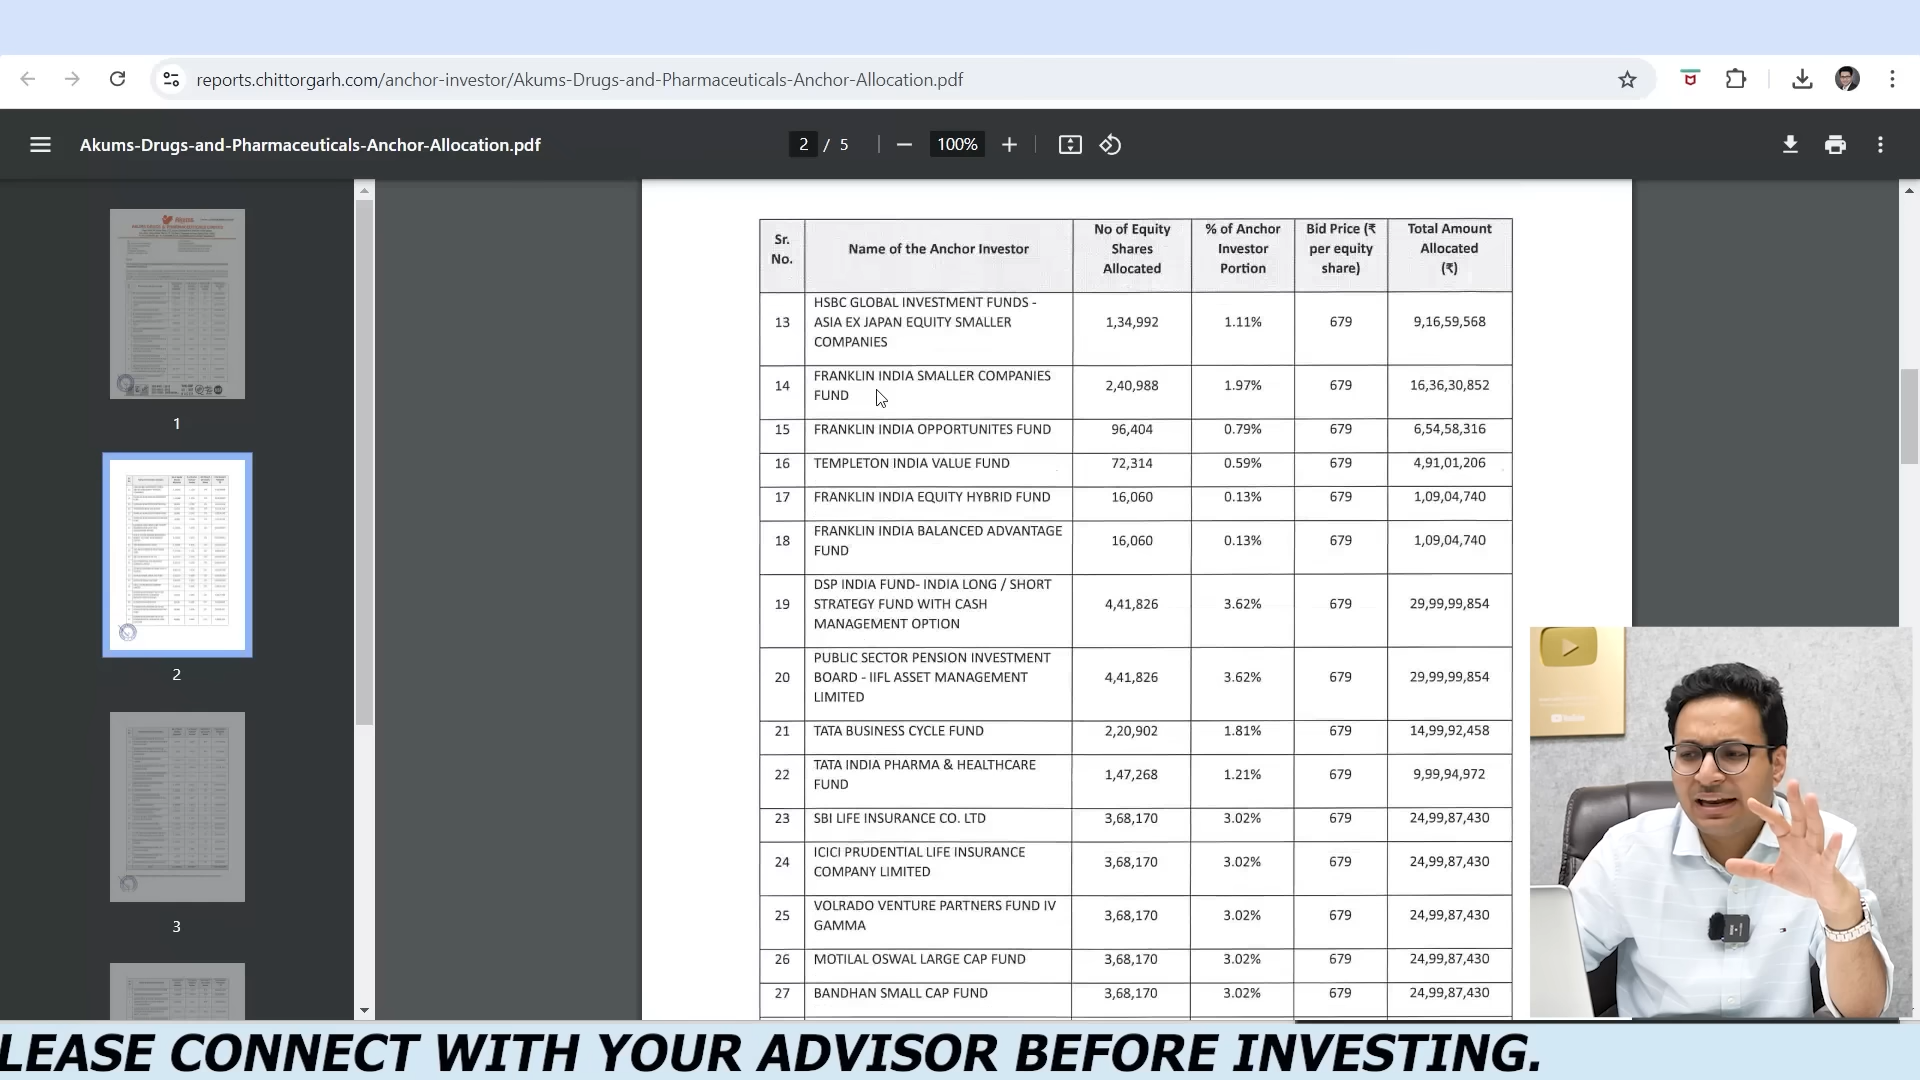 reports.chittorgarh.com/anchor-investor/Akums-Drugs-and-Pharmaceuticals-Anchor-Allocation.pdf
Akums-Drugs-and-Pharmaceuticals-Anchor-Allocation.pdf
2 / 5
100%
1
2
3
Sr. No. Name of the Anchor Investor No of Equity Shares Allocated % of Anchor Investor Portion Bid Price (₹ per equity share) Total Amount Allocated (₹)
13 HSBC GLOBAL INVESTMENT FUNDS - ASIA EX JAPAN EQUITY SMALLER COMPANIES 1,34,992 1.11% 679 9,16,59,568
14 FRANKLIN INDIA SMALLER COMPANIES FUND 2,40,988 1.97% 679 16,36,30,852
15 FRANKLIN INDIA OPPORTUNITES FUND 96,404 0.79% 679 6,54,58,316
16 TEMPLETON INDIA VALUE FUND 72,314 0.59% 679 4,91,01,206
17 FRANKLIN INDIA EQUITY HYBRID FUND 16,060 0.13% 679 1,09,04,740
18 FRANKLIN INDIA BALANCED ADVANTAGE FUND 16,060 0.13% 679 1,09,04,740
19 DSP INDIA FUND- INDIA LONG / SHORT STRATEGY FUND WITH CASH MANAGEMENT OPTION 4,41,826 3.62% 679 29,99,99,854
20 PUBLIC SECTOR PENSION INVESTMENT BOARD - IIFL ASSET MANAGEMENT LIMITED 4,41,826 3.62% 679 29,99,99,854
21 TATA BUSINESS CYCLE FUND 2,20,902 1.81% 679 14,99,92,458
22 TATA INDIA PHARMA & HEALTHCARE FUND 1,47,268 1.21% 679 9,99,94,972
23 SBI LIFE INSURANCE CO. LTD 3,68,170 3.02% 679 24,99,87,430
24 ICICI PRUDENTIAL LIFE INSURANCE COMPANY LIMITED 3,68,170 3.02% 679 24,99,87,430
25 VOLRADO VENTURE PARTNERS FUND IV GAMMA 3,68,170 3.02% 679 24,99,87,430
26 MOTILAL OSWAL LARGE CAP FUND 3,68,170 3.02% 679 24,99,87,430
27 BANDHAN SMALL CAP FUND 3,68,170 3.02% 679 24,99,87,430
LEASE CONNECT WITH YOUR ADVISOR BEFORE INVESTING.